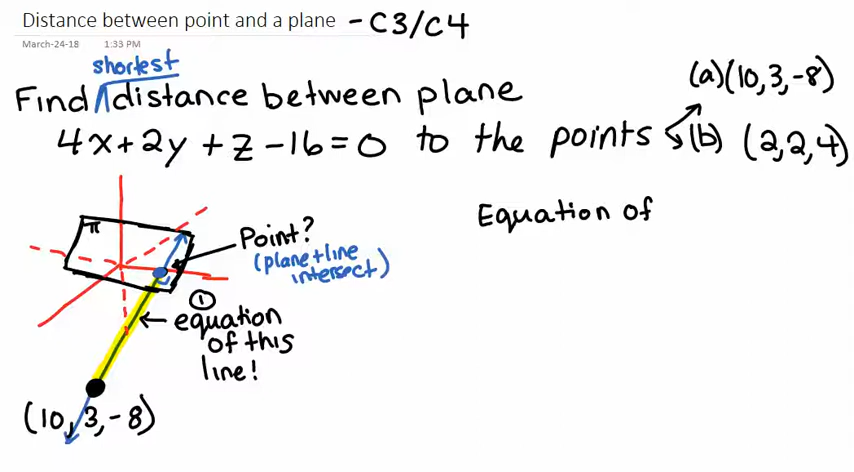 Distance between point and a plane - C3/C4
March-24-18 1:33 PM
shortest
Find distance between plane
4x+2y+z-16=0 to the points
(a)(10,3,-8)
(b) (2,2,4)
Equation of
π
Point?
(plane+line
intersect)
①
equation
of this
line!
(10,3,-8)